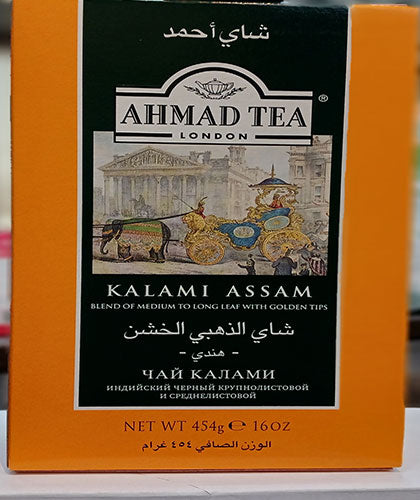 شاي أحمد
AHMAD TEA®
LONDON
KALAMI ASSAM
BLEND OF MEDIUM TO LONG LEAF WITH GOLDEN TIPS
شاي الذهبي الخشن
- هندي -
ЧАЙ КАЛАМИ
ИНДИЙСКИЙ ЧЕРНЫЙ КРУПНОЛИСТОВОЙ
И СРЕДНЕЛИСТОВОЙ
NET WT 454g ℮ 16OZ
الوزن الصافي ٤٥٤ غرام